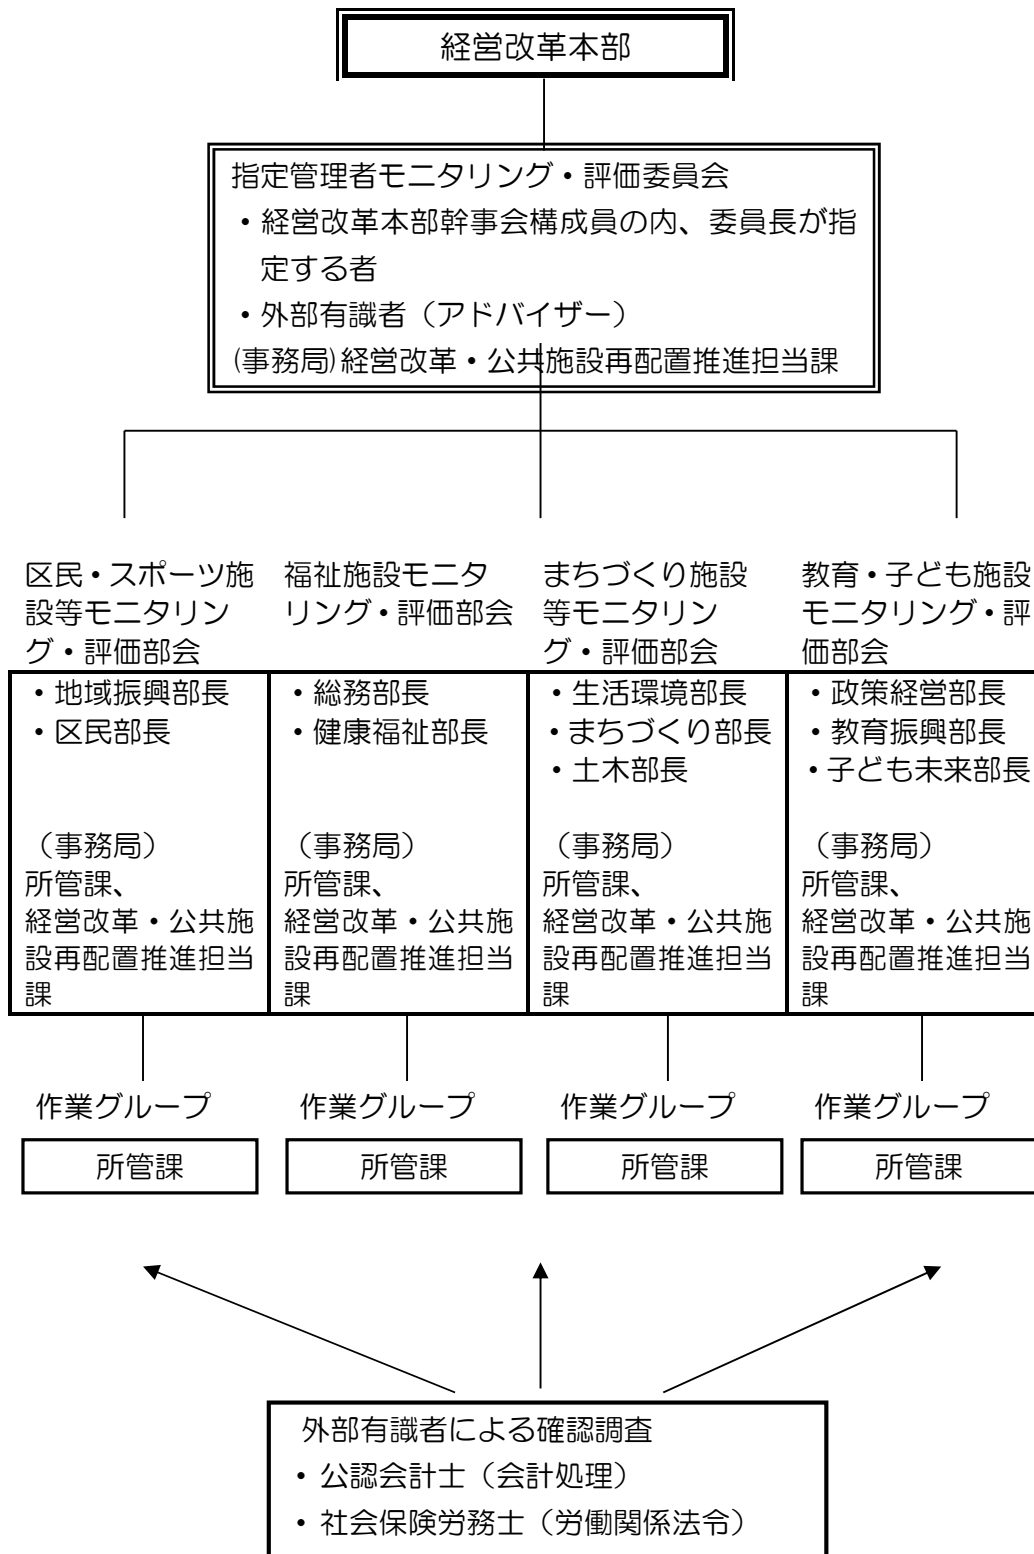 経営改革本部
指定管理者モニタリング・評価委員会
・経営改革本部幹事会構成員の内、委員長が指
定する者
・外部有識者（アドバイザー）
(事務局)経営改革・公共施設再配置推進担当課
区民・スポーツ施
設等モニタリン
グ・評価部会
・地域振興部長
・区民部長
（事務局）
所管課、
経営改革・公共施
設再配置推進担当
課
福祉施設モニタ
リング・評価部会
・総務部長
・健康福祉部長
（事務局）
所管課、
経営改革・公共施
設再配置推進担当
課
まちづくり施設
等モニタリン
グ・評価部会
・生活環境部長
・まちづくり部長
・土木部長
（事務局）
所管課、
経営改革・公共施
設再配置推進担当
課
教育・子ども施設
モニタリング・評
価部会
・政策経営部長
・教育振興部長
・子ども未来部長
（事務局）
所管課、
経営改革・公共施
設再配置推進担当
課
作業グループ
所管課
作業グループ
所管課
作業グループ
所管課
作業グループ
所管課
外部有識者による確認調査
・公認会計士（会計処理）
・社会保険労務士（労働関係法令）